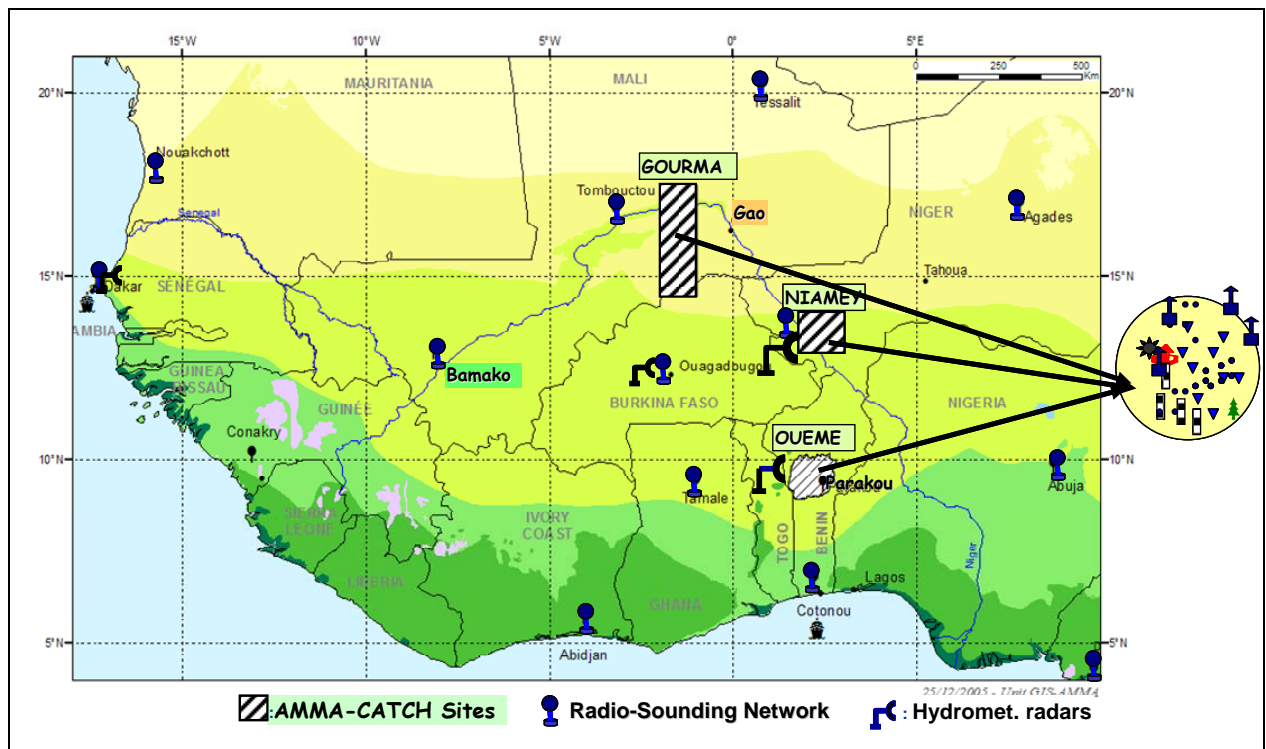 15°W 10°W 5°W 0° 5°E
0 250 500
Km
MAURITANIA MALI
20°N 20°N
Tessalit
Nouakchott
GOURMA
Tombouctou
Gao
NIGER
Agades
Senegal
15°N 15°N
Tahoua
Dakar
SÉNÉGAL
NIAMEY
AMBIA
Ouagadbugou
Bamako
GUINEA
BISSAU
GUINÉE
BURKINA FASO
NIGERIA
Conakry
OUEME
10°N 10°N
Parakou
Tamale
Abuja
SIERRA
LEONE
IVORY
COAST
TOGO
BENIN
Niger
LIBERIA
GHANA
Lagos
Cotonou
5°N 5°N
Abidjan
25/12/2005 - Unit GIS-AMMA
:AMMA-CATCH Sites Radio-Sounding Network : Hydromet. radars